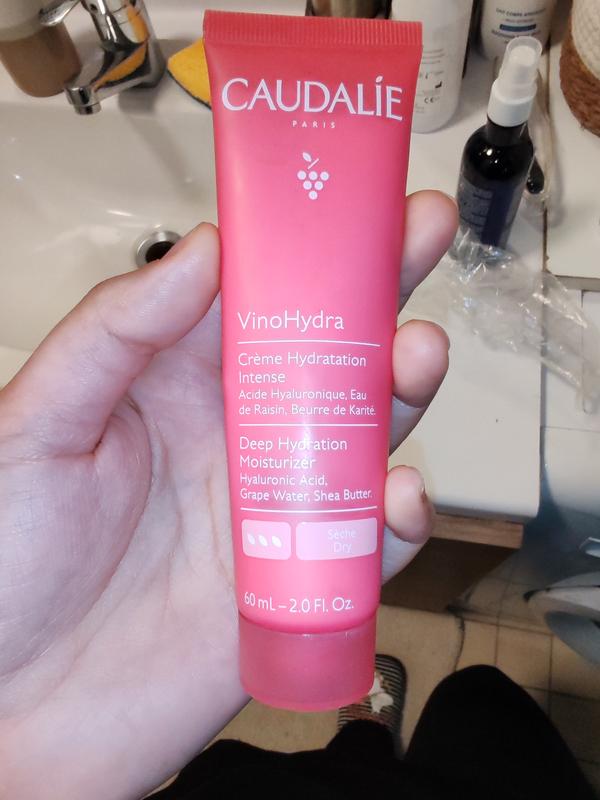 CAUDALÍE
PARIS
VinoHydra
Crème Hydratation
Intense
Acide Hyaluronique, Eau
de Raisin, Beurre de Karité.
Deep Hydration
Moisturizer
Hyaluronic Acid,
Grape Water, Shea Butter.
Sèche
Dry
60 mL – 2.0 Fl. Oz.